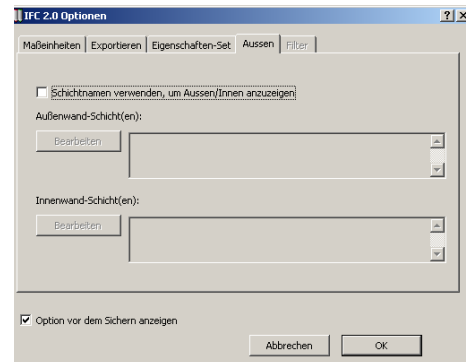 IFC 2.0 Optionen
Maßeinheiten Exportieren Eigenschaften-Set Aussen Filter
Schichtnamen verwenden, um Aussen/Innen anzuzeigen
Außenwand-Schicht(en):
Bearbeiten
Innenwand-Schicht(en):
Bearbeiten
Option vor dem Sichern anzeigen
Abbrechen OK